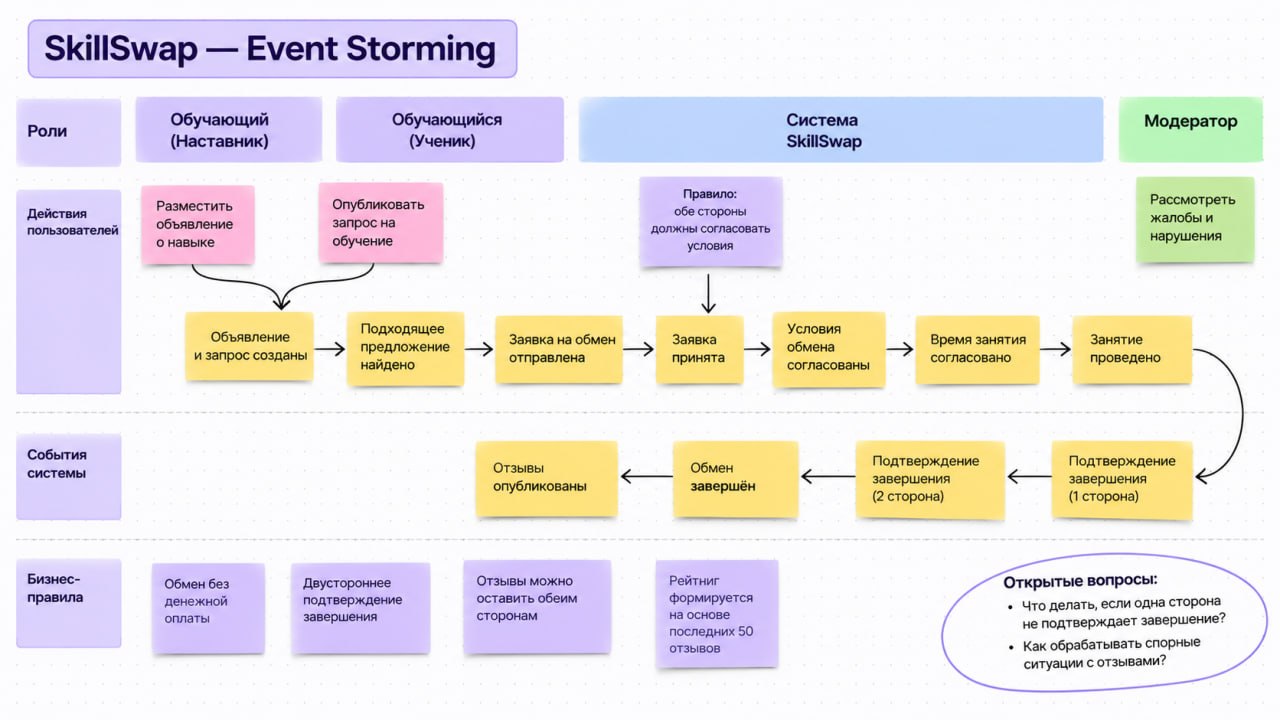 SkillSwap — Event Storming
Роли
Обучающий
(Наставник)
Обучающийся
(Ученик)
Система
SkillSwap
Модератор
Действия
пользователей
Разместить
объявление
о навыке
Опубликовать
запрос на
обучение
Правило:
обе стороны
должны согласовать
условия
Рассмотреть
жалобы и
нарушения
Объявление
и запрос созданы
Подходящее
предложение
найдено
Заявка на обмен
отправлена
Заявка
принята
Условия
обмена
согласованы
Время занятия
согласовано
Занятие
проведено
События
системы
Отзывы
опубликованы
Обмен
завершён
Подтверждение
завершения
(2 сторона)
Подтверждение
завершения
(1 сторона)
Бизнес-
правила
Обмен без
денежной
оплаты
Двустороннее
подтверждение
завершения
Отзывы можно
оставить обеим
сторонам
Рейтинг
формируется
на основе
последних 50
отзывов
Открытые вопросы:
• Что делать, если одна сторона
не подтверждает завершение?
• Как обрабатывать спорные
ситуации с отзывами?